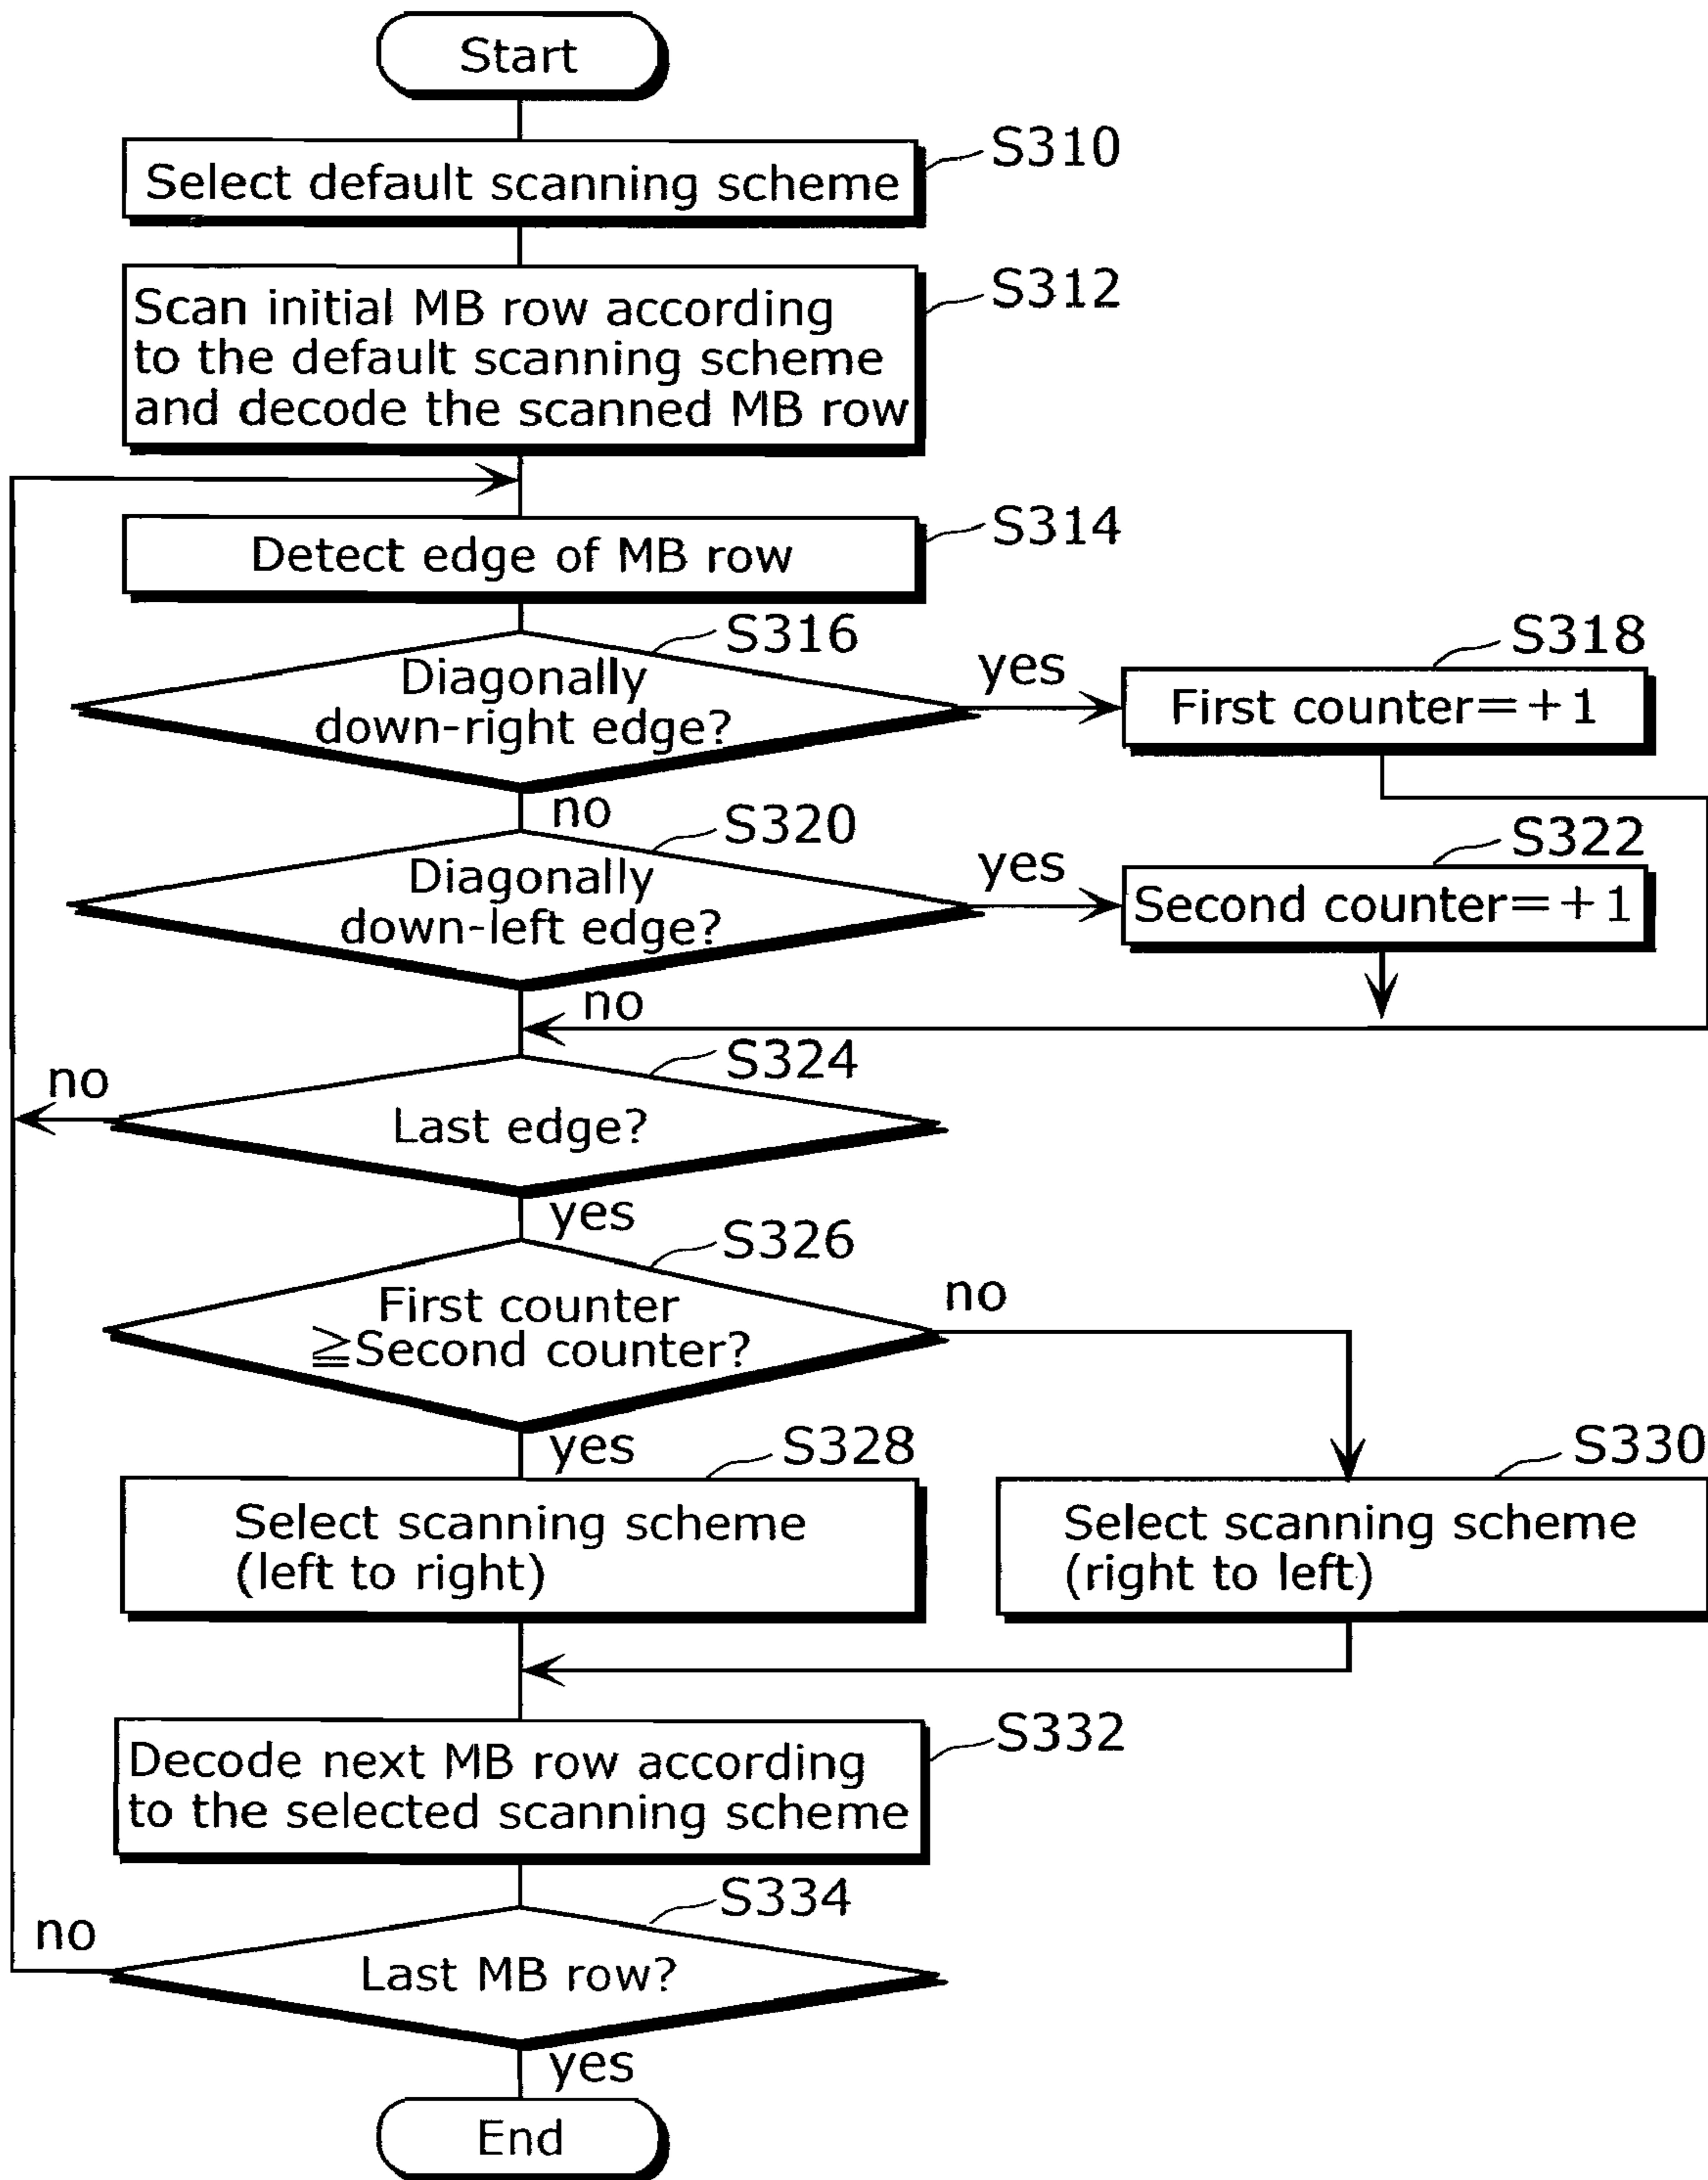 Start
S310
Select default scanning scheme
S312
Scan initial MB row according
to the default scanning scheme
and decode the scanned MB row
S314
Detect edge of MB row
S316
Diagonally
down-right edge?
yes
S318
First counter=+1
no
S320
Diagonally
down-left edge?
yes
S322
Second counter=+1
no
S324
Last edge?
no
yes
S326
First counter
≧Second counter?
no
yes
S328
Select scanning scheme
(left to right)
S330
Select scanning scheme
(right to left)
S332
Decode next MB row according
to the selected scanning scheme
S334
Last MB row?
no
yes
End